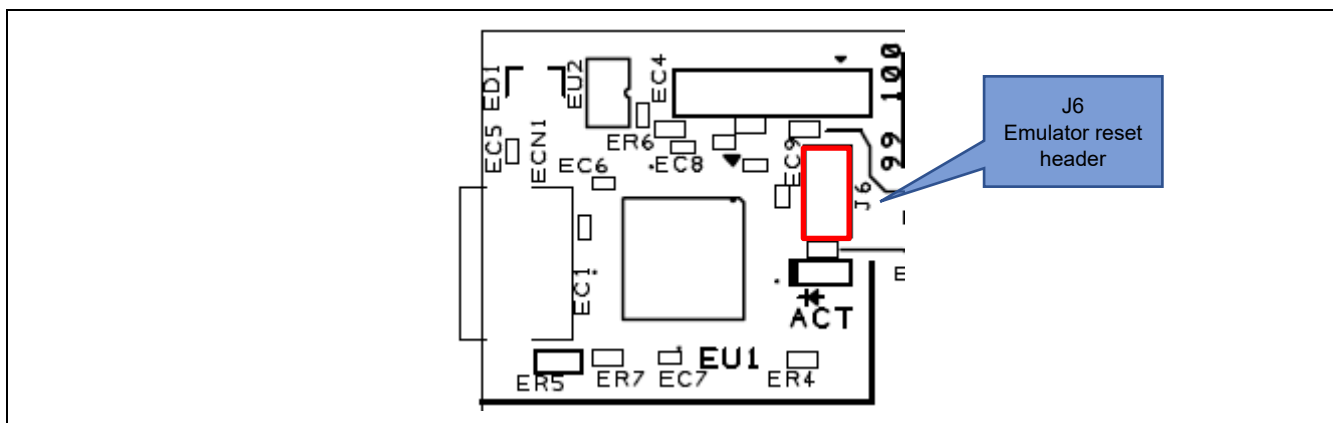 ED1
EU2
EC4
99 100
EC5
ECN1
ER6
EC8
EC6
EC9
J6
EC1
ACT
EU1
ER5
ER7
EC7
ER4
E
J6
Emulator reset
header